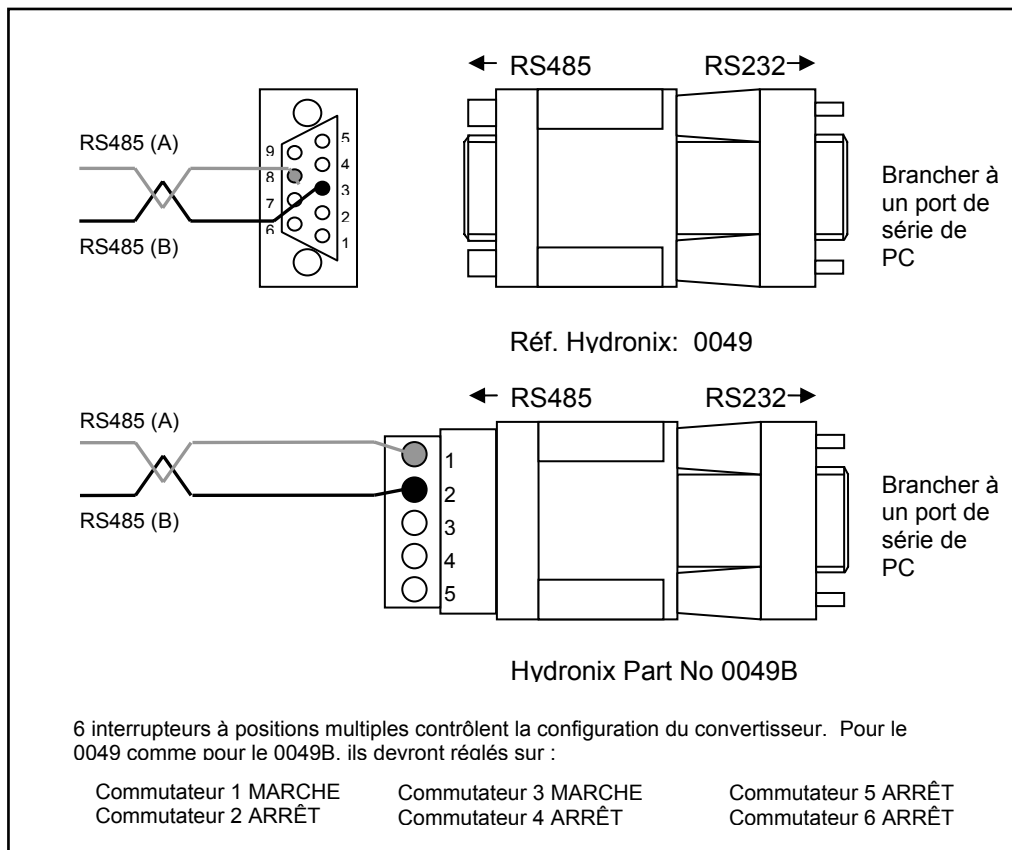 RS485 RS232
RS485 (A)
5
9
4
8
3
7
2
6
1
RS485 (B)
Brancher à
un port de
série de
PC
Réf. Hydronix: 0049
RS485 RS232
RS485 (A)
1
2
3
4
5
RS485 (B)
Brancher à
un port de
série de
PC
Hydronix Part No 0049B
6 interrupteurs à positions multiples contrôlent la configuration du convertisseur. Pour le
0049 comme pour le 0049B, ils devront réglés sur :
Commutateur 1 MARCHE Commutateur 3 MARCHE Commutateur 5 ARRÊT
Commutateur 2 ARRÊT Commutateur 4 ARRÊT Commutateur 6 ARRÊT